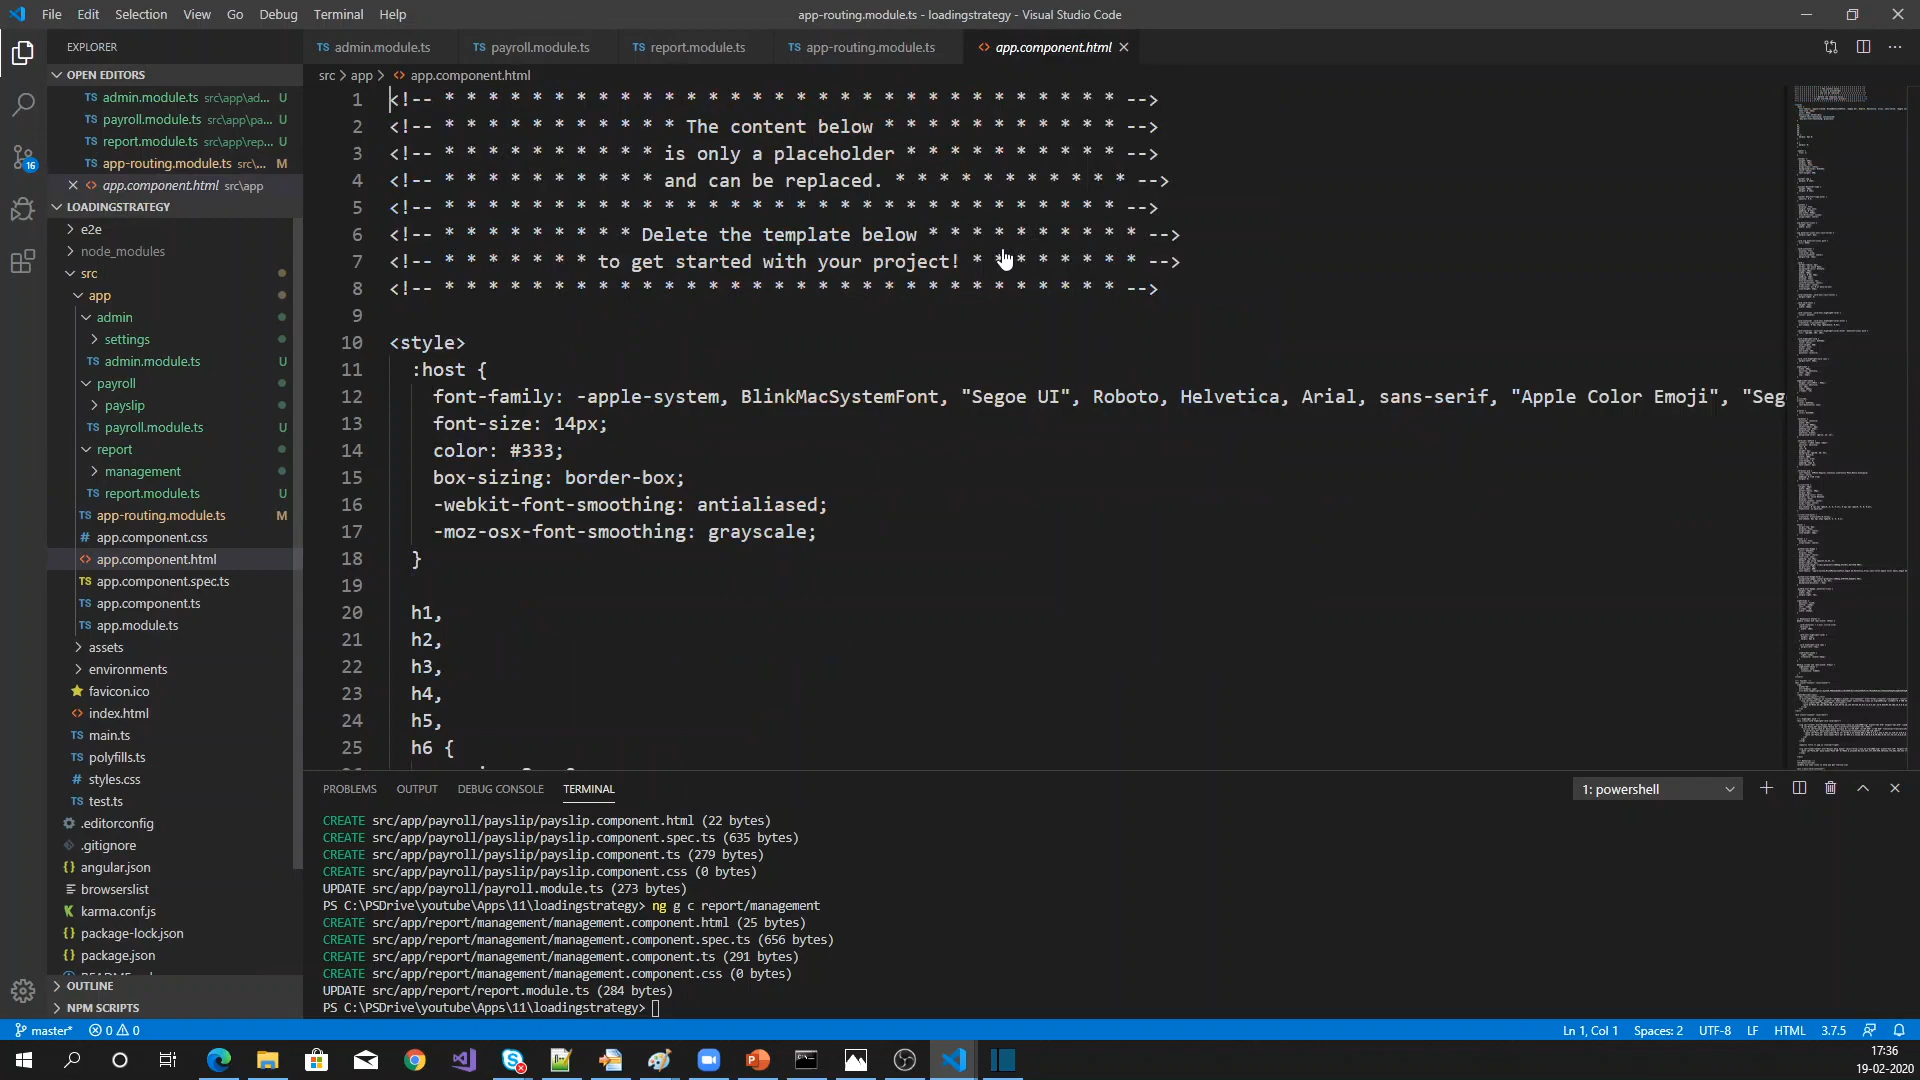 File Edit Selection View Go Debug Terminal Help
app-routing.module.ts - loadingstrategy - Visual Studio Code
EXPLORER
OPEN EDITORS
TS admin.module.ts src\app\ad... U
TS payroll.module.ts src\app\pa... U
TS report.module.ts src\app\rep... U
TS app-routing.module.ts src\... M
app.component.html src\app
LOADINGSTRATEGY
e2e
node_modules
src
app
admin
settings
TS admin.module.ts U
payroll
payslip
TS payroll.module.ts U
report
management
TS report.module.ts U
TS app-routing.module.ts M
# app.component.css
<> app.component.html
TS app.component.spec.ts
TS app.component.ts
TS app.module.ts
assets
environments
favicon.ico
<> index.html
TS main.ts
TS polyfills.ts
# styles.css
TS test.ts
.editorconfig
.gitignore
{} angular.json
browserslist
karma.conf.js
{} package-lock.json
{} package.json
OUTLINE
NPM SCRIPTS
16
TS admin.module.ts TS payroll.module.ts TS report.module.ts TS app-routing.module.ts <> app.component.html
src > app > <> app.component.html
1 <!-- * * * * * * * * * * * * * * * * * * * * * * * * * * * * * * * -->
2 <!-- * * * * * * * * * * * The content below * * * * * * * * * * * -->
3 <!-- * * * * * * * * * * is only a placeholder * * * * * * * * * * -->
4 <!-- * * * * * * * * * * and can be replaced. * * * * * * * * * * * -->
5 <!-- * * * * * * * * * * * * * * * * * * * * * * * * * * * * * * * -->
6 <!-- * * * * * * * * * Delete the template below * * * * * * * * * * -->
7 <!-- * * * * * * * to get started with your project! * * * * * * * * -->
8 <!-- * * * * * * * * * * * * * * * * * * * * * * * * * * * * * * * -->
9
10 <style>
11 :host {
12 font-family: -apple-system, BlinkMacSystemFont, "Segoe UI", Roboto, Helvetica, Arial, sans-serif, "Apple Color Emoji", "Seg
13 font-size: 14px;
14 color: #333;
15 box-sizing: border-box;
16 -webkit-font-smoothing: antialiased;
17 -moz-osx-font-smoothing: grayscale;
18 }
19
20 h1,
21 h2,
22 h3,
23 h4,
24 h5,
25 h6 {
PROBLEMS OUTPUT DEBUG CONSOLE TERMINAL 1: powershell
CREATE src/app/payroll/payslip/payslip.component.html (22 bytes)
CREATE src/app/payroll/payslip/payslip.component.spec.ts (635 bytes)
CREATE src/app/payroll/payslip/payslip.component.ts (279 bytes)
CREATE src/app/payroll/payslip/payslip.component.css (0 bytes)
UPDATE src/app/payroll/payroll.module.ts (273 bytes)
PS C:\PSDrive\youtube\Apps\11\loadingstrategy> ng g c report/management
CREATE src/app/report/management/management.component.html (25 bytes)
CREATE src/app/report/management/management.component.spec.ts (656 bytes)
CREATE src/app/report/management/management.component.ts (291 bytes)
CREATE src/app/report/management/management.component.css (0 bytes)
UPDATE src/app/report/report.module.ts (284 bytes)
PS C:\PSDrive\youtube\Apps\11\loadingstrategy>
master* 0 0 Ln 1, Col 1 Spaces: 2 UTF-8 LF HTML 3.7.5
17:36
19-02-2020